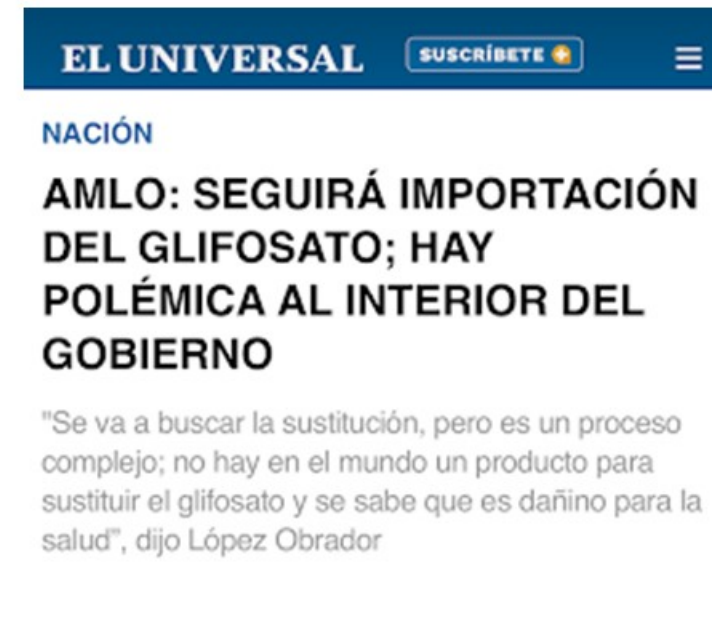 EL UNIVERSAL
SUSCRÍBETE
NACIÓN
AMLO: SEGUIRÁ IMPORTACIÓN
DEL GLIFOSATO; HAY
POLÉMICA AL INTERIOR DEL
GOBIERNO
"Se va a buscar la sustitución, pero es un proceso
complejo; no hay en el mundo un producto para
sustituir el glifosato y se sabe que es dañino para la
salud", dijo López Obrador